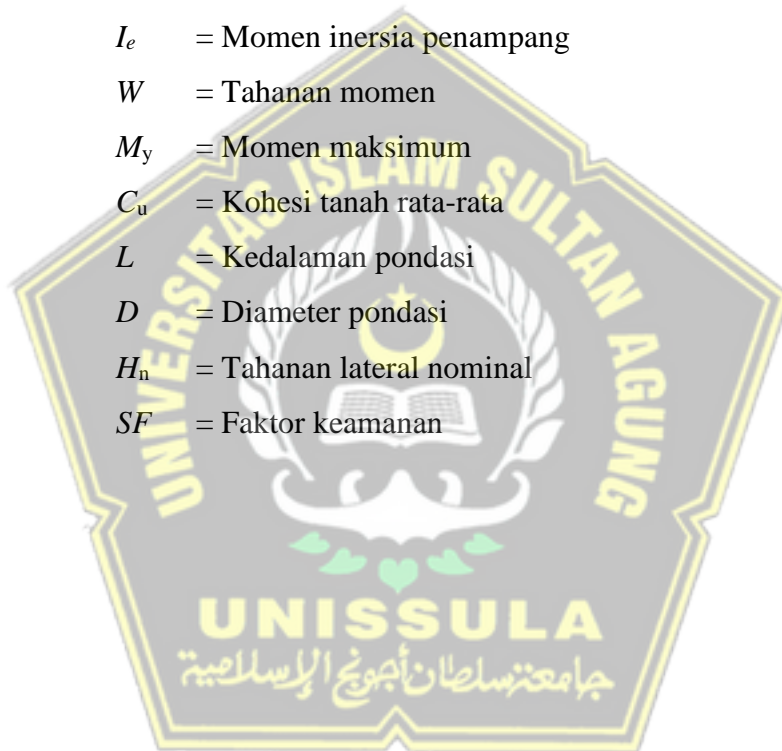 Ie = Momen inersia penampang
W = Tahanan momen
My = Momen maksimum
Cu = Kohesi tanah rata-rata
L = Kedalaman pondasi
D = Diameter pondasi
Hn = Tahanan lateral nominal
SF = Faktor keamanan
UNIVERSITAS ISLAM SULTAN AGUNG
UNISSULA
جامعة سلطان أجونج الإسلامية